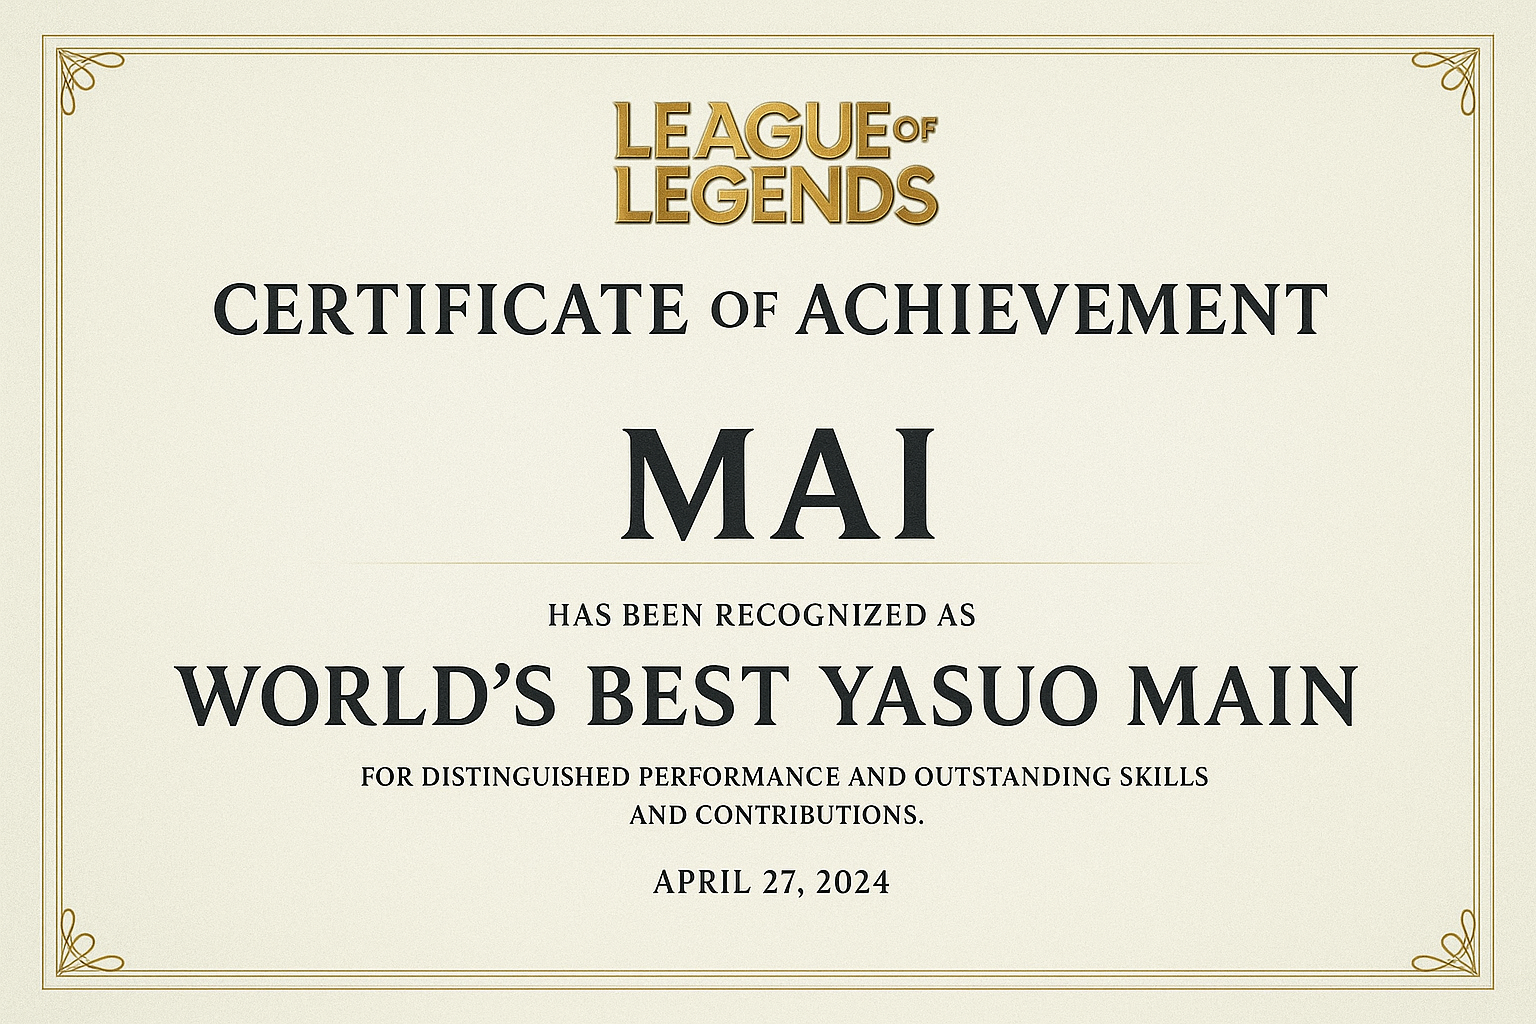 LEAGUE OF
LEGENDS
CERTIFICATE OF ACHIEVEMENT
MAI
HAS BEEN RECOGNIZED AS
WORLD’S BEST YASUO MAIN
FOR DISTINGUISHED PERFORMANCE AND OUTSTANDING SKILLS
AND CONTRIBUTIONS.
APRIL 27, 2024